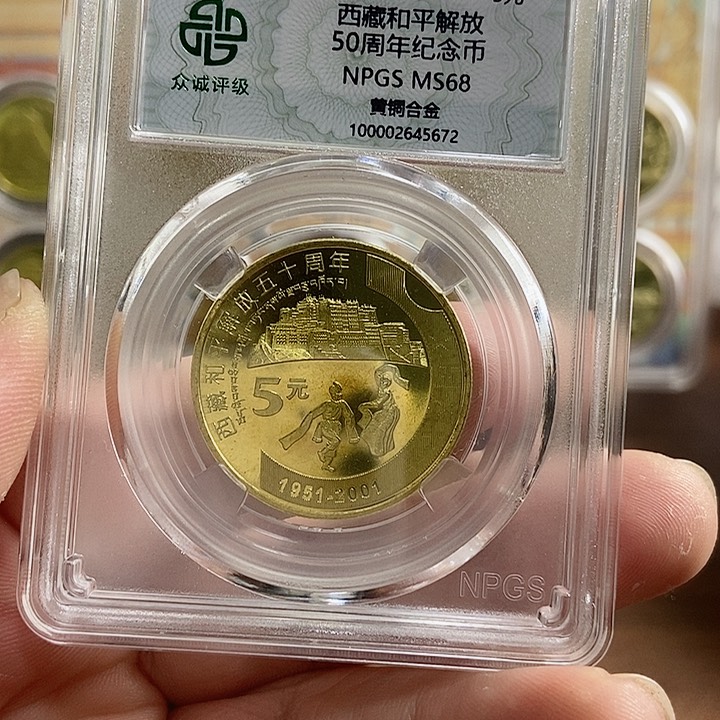 元
西藏和平解放
50周年纪念币
NPGS MS68
黄铜合金
100002645672
众诚评级
西藏和平解放五十周年
5元
1951-2001
NPGS